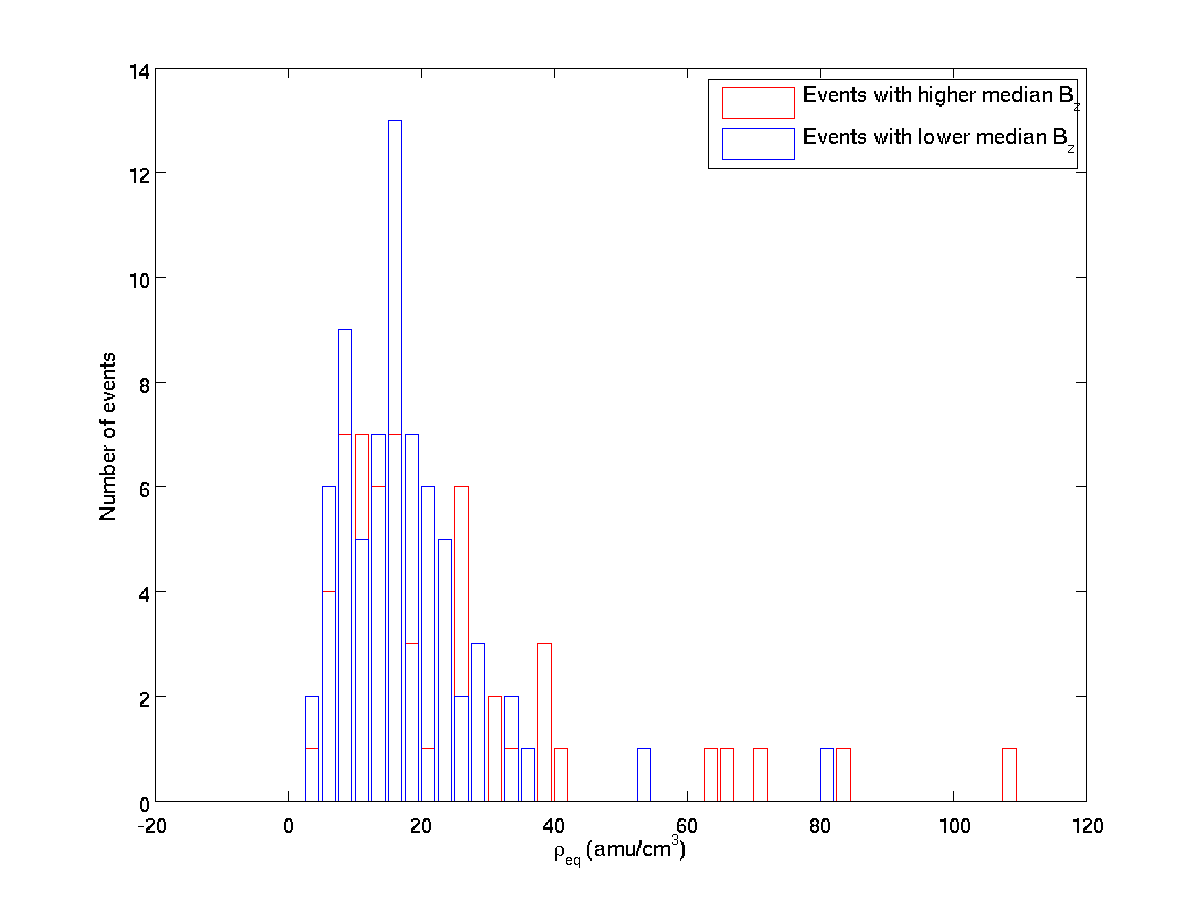 14
12
10
8
6
4
2
0
-20 0 20 40 60 80 100 120
Number of events
ρeq (amu/cm3)
Events with higher median Bz
Events with lower median Bz